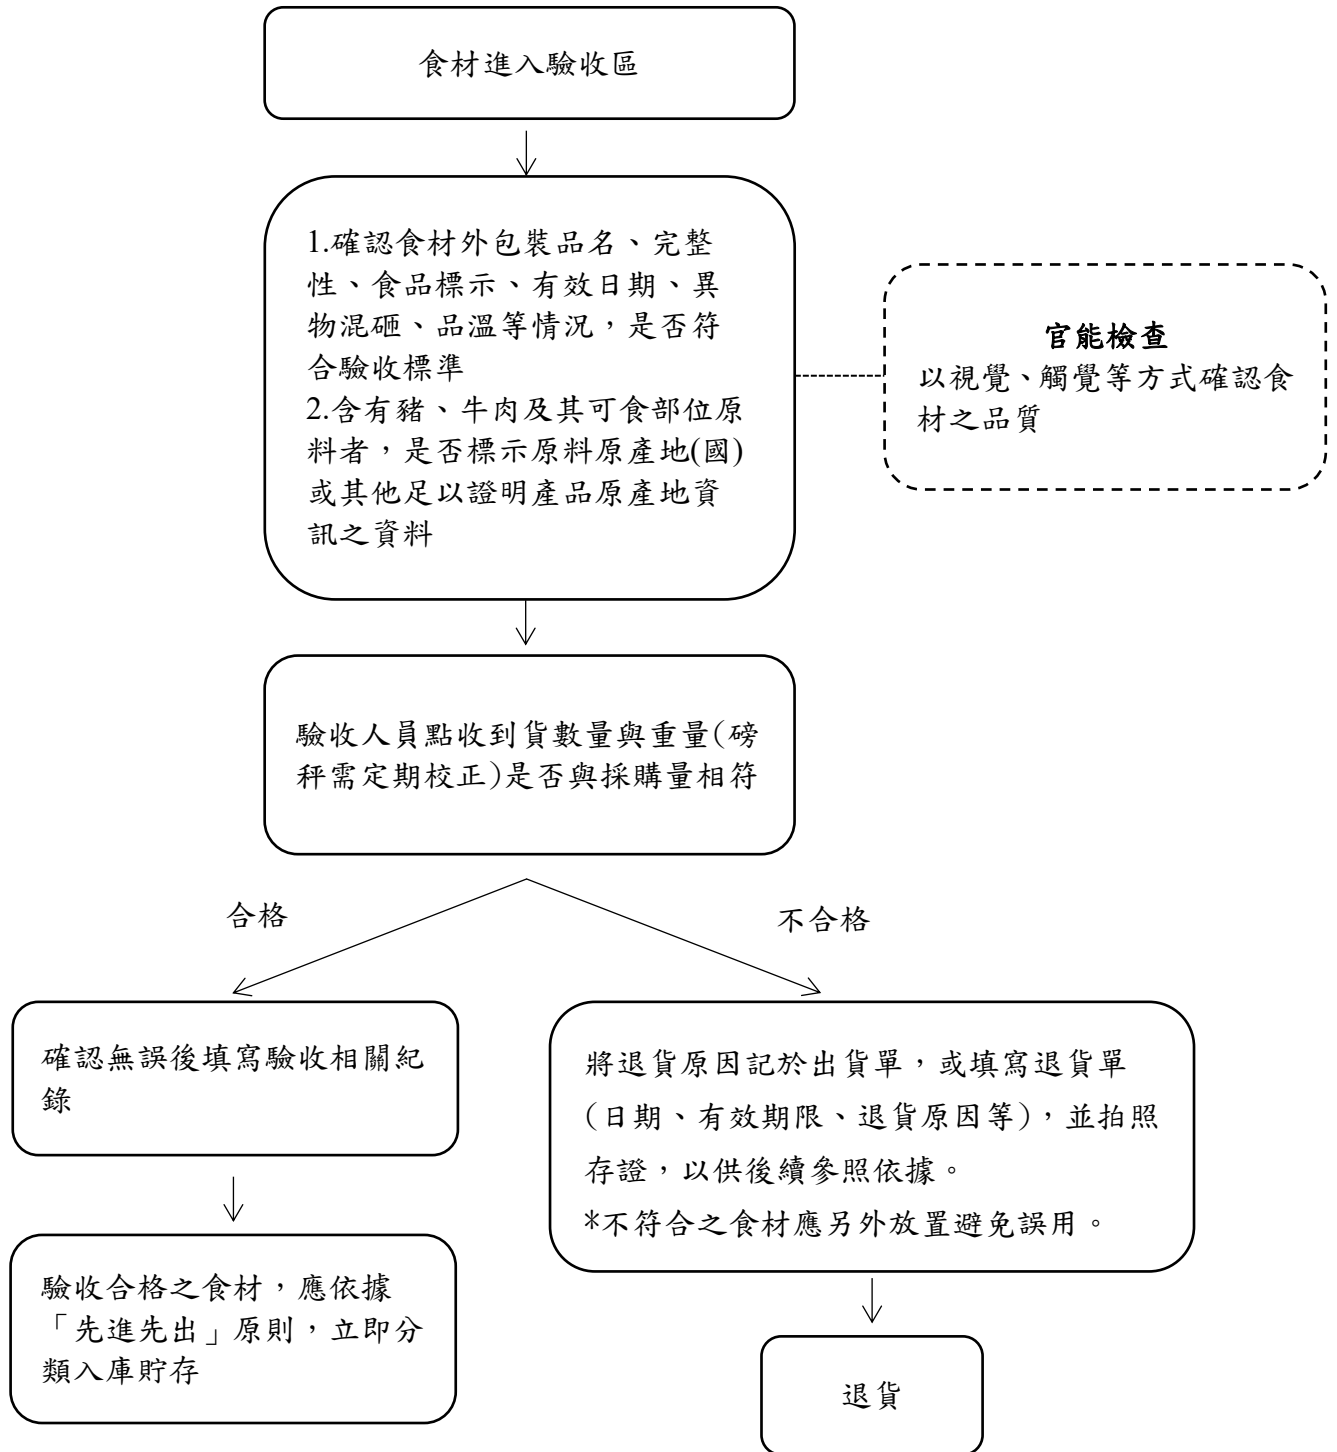 食材進入驗收區
1.確認食材外包裝品名、完整
性、食品標示、有效日期、異
物混砸、品溫等情況，是否符
合驗收標準
2.含有豬、牛肉及其可食部位原
料者，是否標示原料原產地(國)
或其他足以證明產品原產地資
訊之資料
官能檢查
以視覺、觸覺等方式確認食
材之品質
驗收人員點收到貨數量與重量(磅
秤需定期校正)是否與採購量相符
合格
不合格
確認無誤後填寫驗收相關紀
錄
將退貨原因記於出貨單，或填寫退貨單
(日期、有效期限、退貨原因等)，並拍照
存證，以供後續參照依據。
*不符合之食材應另外放置避免誤用。
驗收合格之食材，應依據
「先進先出」原則，立即分
類入庫貯存
退貨